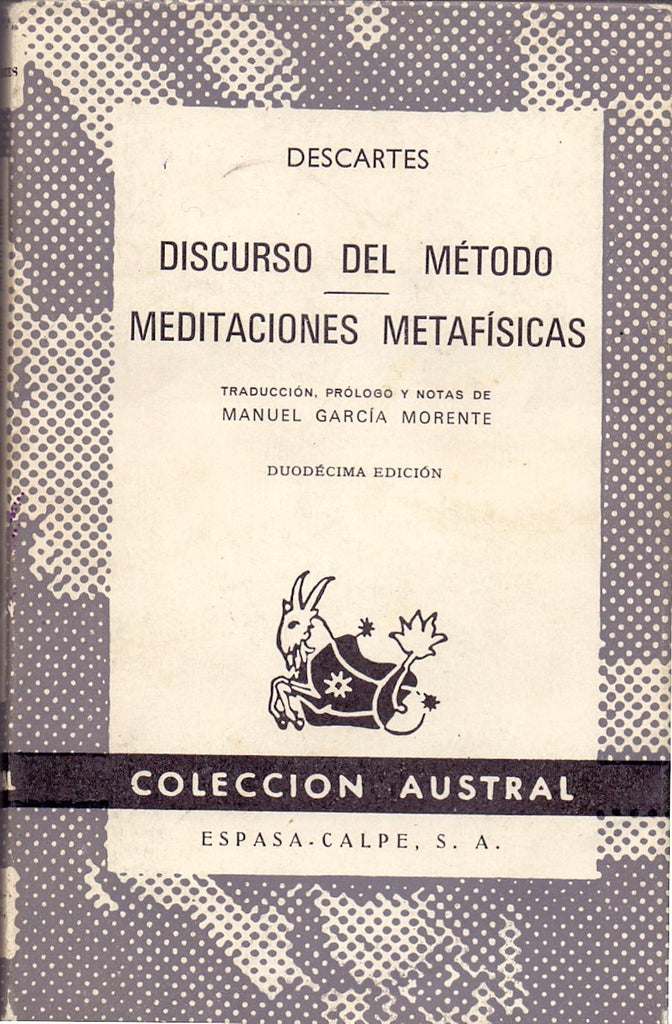 DESCARTES
DISCURSO DEL MÉTODO
MEDITACIONES METAFÍSICAS
TRADUCCIÓN, PRÓLOGO Y NOTAS DE
MANUEL GARCÍA MORENTE
DUODÉCIMA EDICIÓN
COLECCION AUSTRAL
ESPASA-CALPE, S. A.